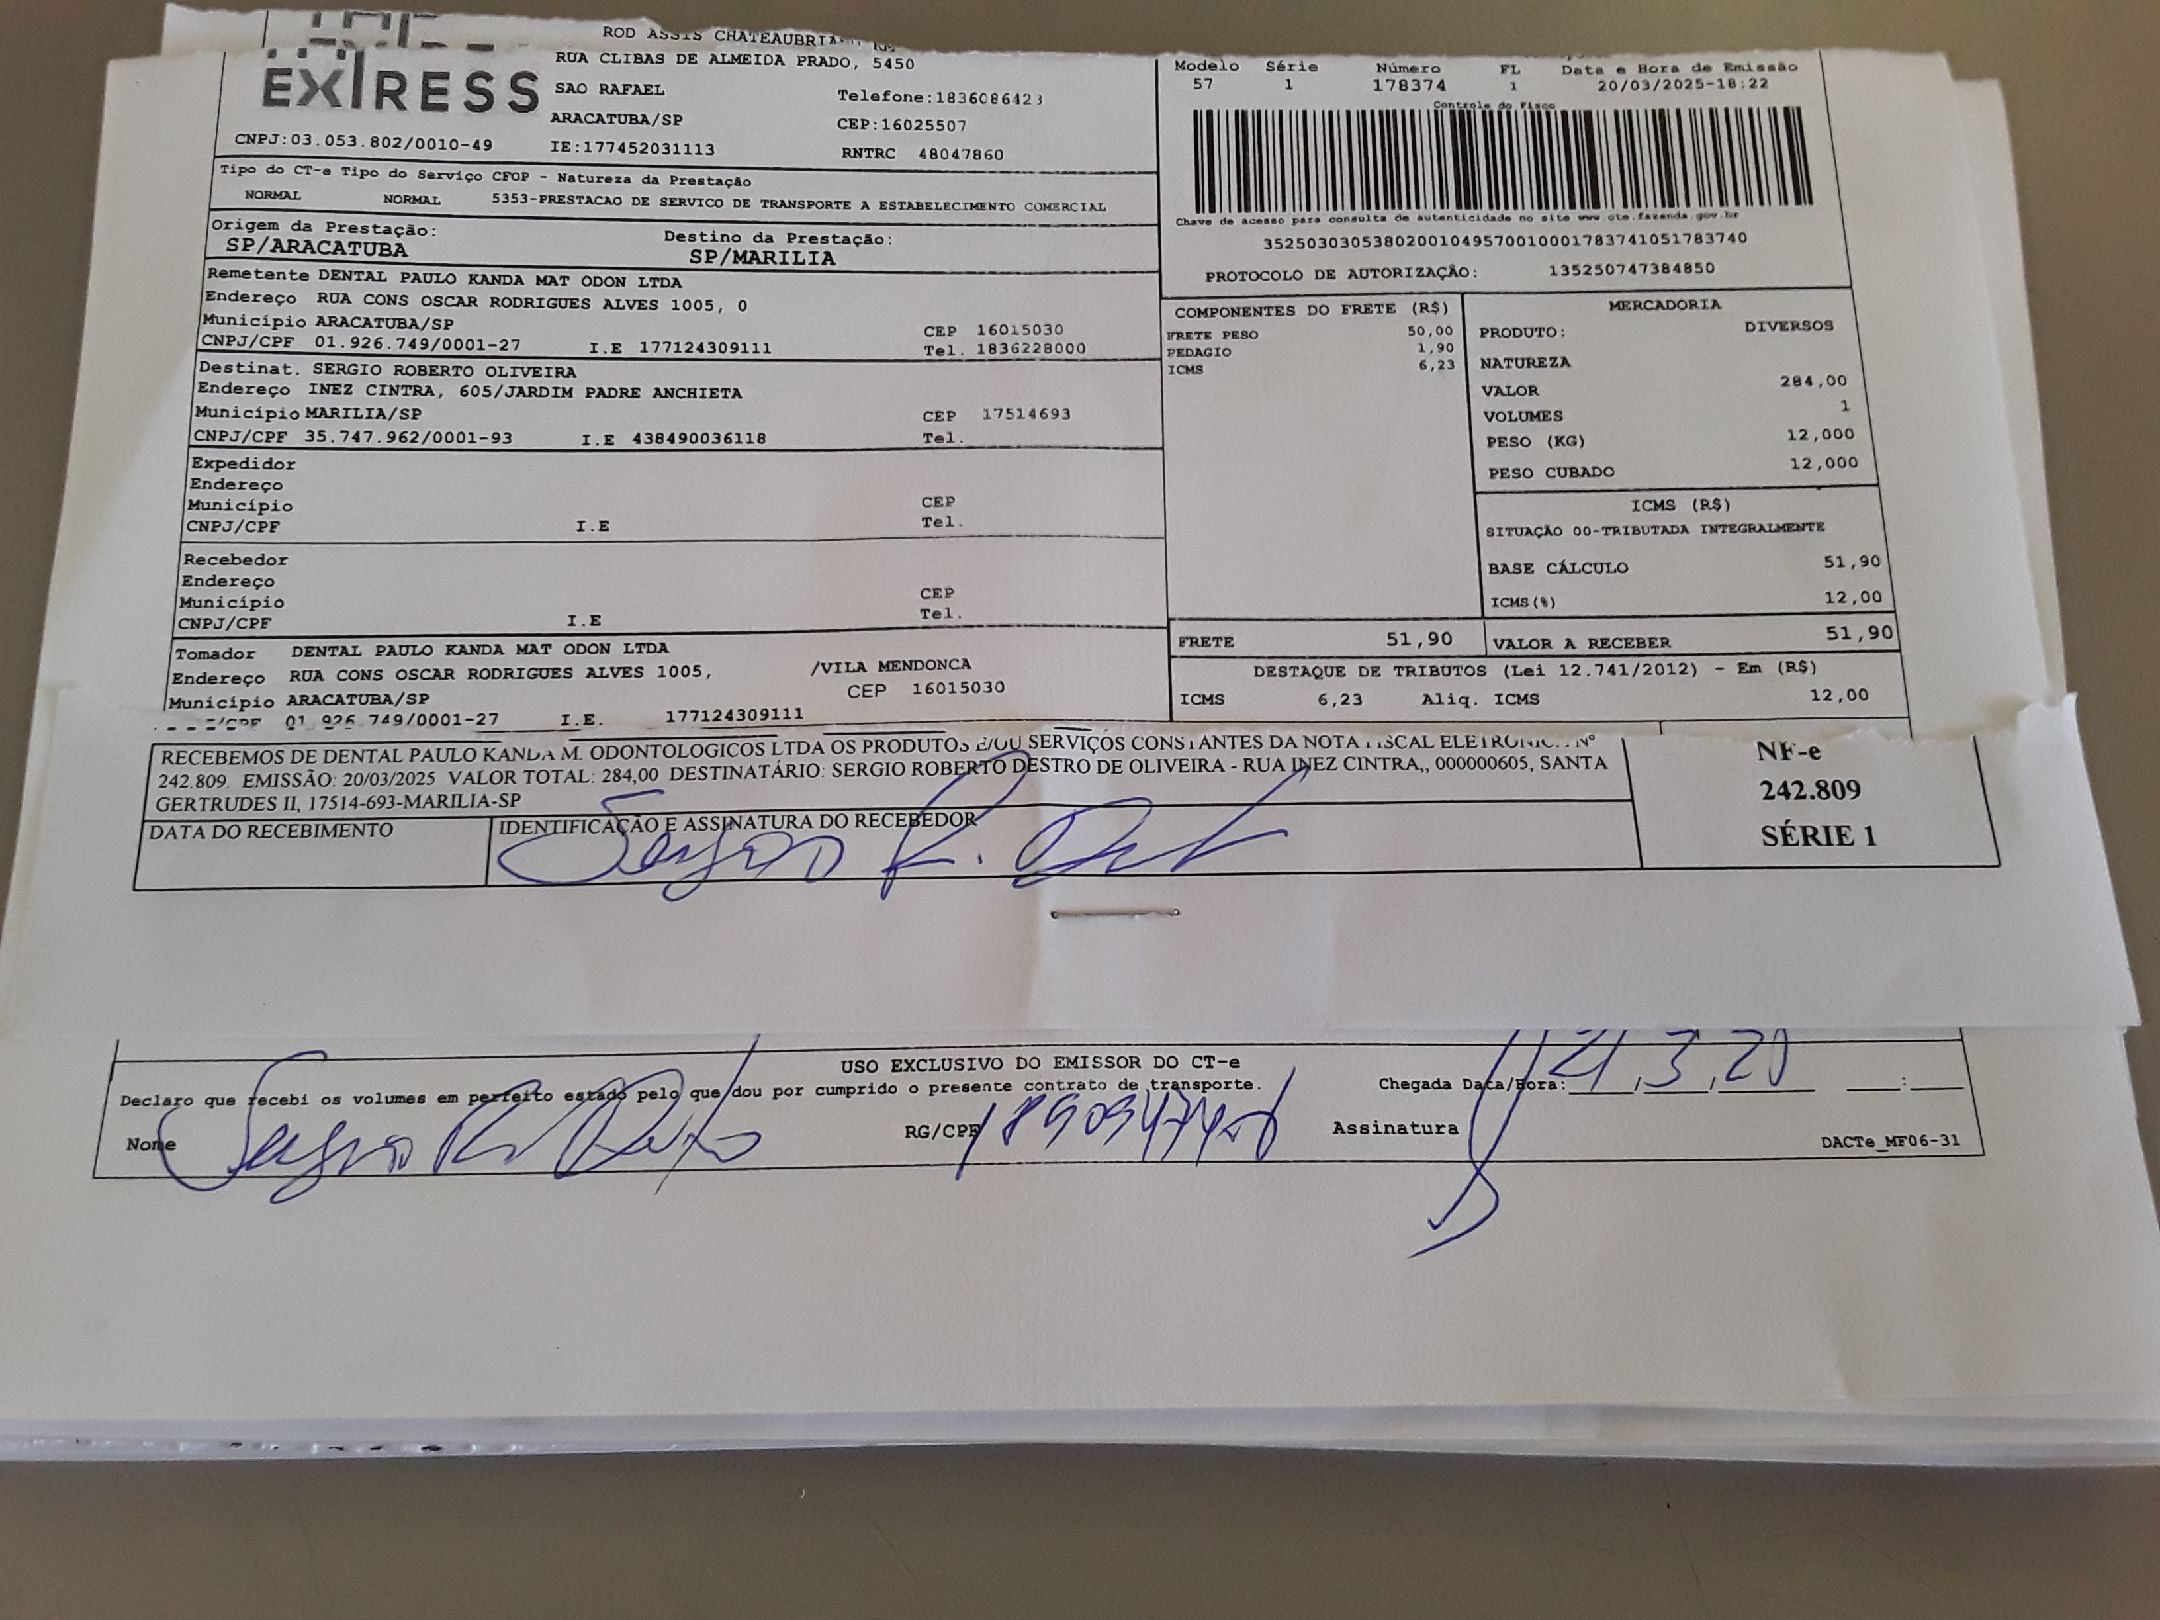 ROD ASSIS CHATEAUBRIA
EXPRESS
RUA CLIBAS DE ALMEIDA PRADO, 5450
SAO RAFAEL
Telefone:1836086423
ARACATUBA/SP
CEP:16025507
CNPJ:03.053.802/0010-49 IE:177452031113 RNTRC 48047860
Modelo Série Número FL Data e Hora de Emissão
57 1 178374 1 20/03/2025-18:22
Controle do Fisco
Chave de acesso para consulta de autenticidade no site www.cte.fazenda.gov.br
35250303053802001049570010001783741051783740
PROTOCOLO DE AUTORIZAÇÃO: 135250747384850
Tipo do CT-e Tipo do Serviço CFOP - Natureza da Prestação
NORMAL NORMAL 5353-PRESTACAO DE SERVICO DE TRANSPORTE A ESTABELECIMENTO COMERCIAL
Origem da Prestação: Destino da Prestação:
SP/ARACATUBA SP/MARILIA
Remetente DENTAL PAULO KANDA MAT ODON LTDA
Endereço RUA CONS OSCAR RODRIGUES ALVES 1005, 0
Município ARACATUBA/SP CEP 16015030
CNPJ/CPF 01.926.749/0001-27 I.E 177124309111 Tel. 1836228000
Destinat. SERGIO ROBERTO OLIVEIRA
Endereço INEZ CINTRA, 605/JARDIM PADRE ANCHIETA
Município MARILIA/SP CEP 17514693
CNPJ/CPF 35.747.962/0001-93 I.E 438490036118 Tel.
Expedidor
Endereço
Município CEP
CNPJ/CPF I.E Tel.
Recebedor
Endereço
Município CEP
CNPJ/CPF I.E Tel.
Tomador DENTAL PAULO KANDA MAT ODON LTDA
Endereço RUA CONS OSCAR RODRIGUES ALVES 1005, /VILA MENDONCA
Município ARACATUBA/SP CEP 16015030
01.926.749/0001-27 I.E. 177124309111
COMPONENTES DO FRETE (R$)
FRETE PESO 50,00
PEDAGIO 1,90
ICMS 6,23
MERCADORIA
PRODUTO: DIVERSOS
NATUREZA
VALOR 284,00
VOLUMES 1
PESO (KG) 12,000
PESO CUBADO 12,000
ICMS (R$)
SITUAÇÃO 00-TRIBUTADA INTEGRALMENTE
BASE CÁLCULO 51,90
ICMS(%) 12,00
FRETE 51,90 VALOR A RECEBER 51,90
DESTAQUE DE TRIBUTOS (Lei 12.741/2012) - Em (R$)
ICMS 6,23 Aliq. ICMS 12,00
RECEBEMOS DE DENTAL PAULO KANDA M. ODONTOLOGICOS LTDA OS PRODUTOS E/OU SERVIÇOS CONSTANTES DA NOTA FISCAL ELETRONICA Nº
242.809. EMISSÃO: 20/03/2025 VALOR TOTAL: 284,00 DESTINATÁRIO: SERGIO ROBERTO DESTRO DE OLIVEIRA - RUA INEZ CINTRA,, 000000605, SANTA
GERTRUDES II, 17514-693-MARILIA-SP
DATA DO RECEBIMENTO IDENTIFICAÇÃO E ASSINATURA DO RECEBEDOR
NF-e
242.809
SÉRIE 1
USO EXCLUSIVO DO EMISSOR DO CT-e
Declaro que recebi os volumes em perfeito estado pelo que dou por cumprido o presente contrato de transporte. Chegada Data/Hora:
Nome RG/CPF Assinatura
DACTe_MF06-31